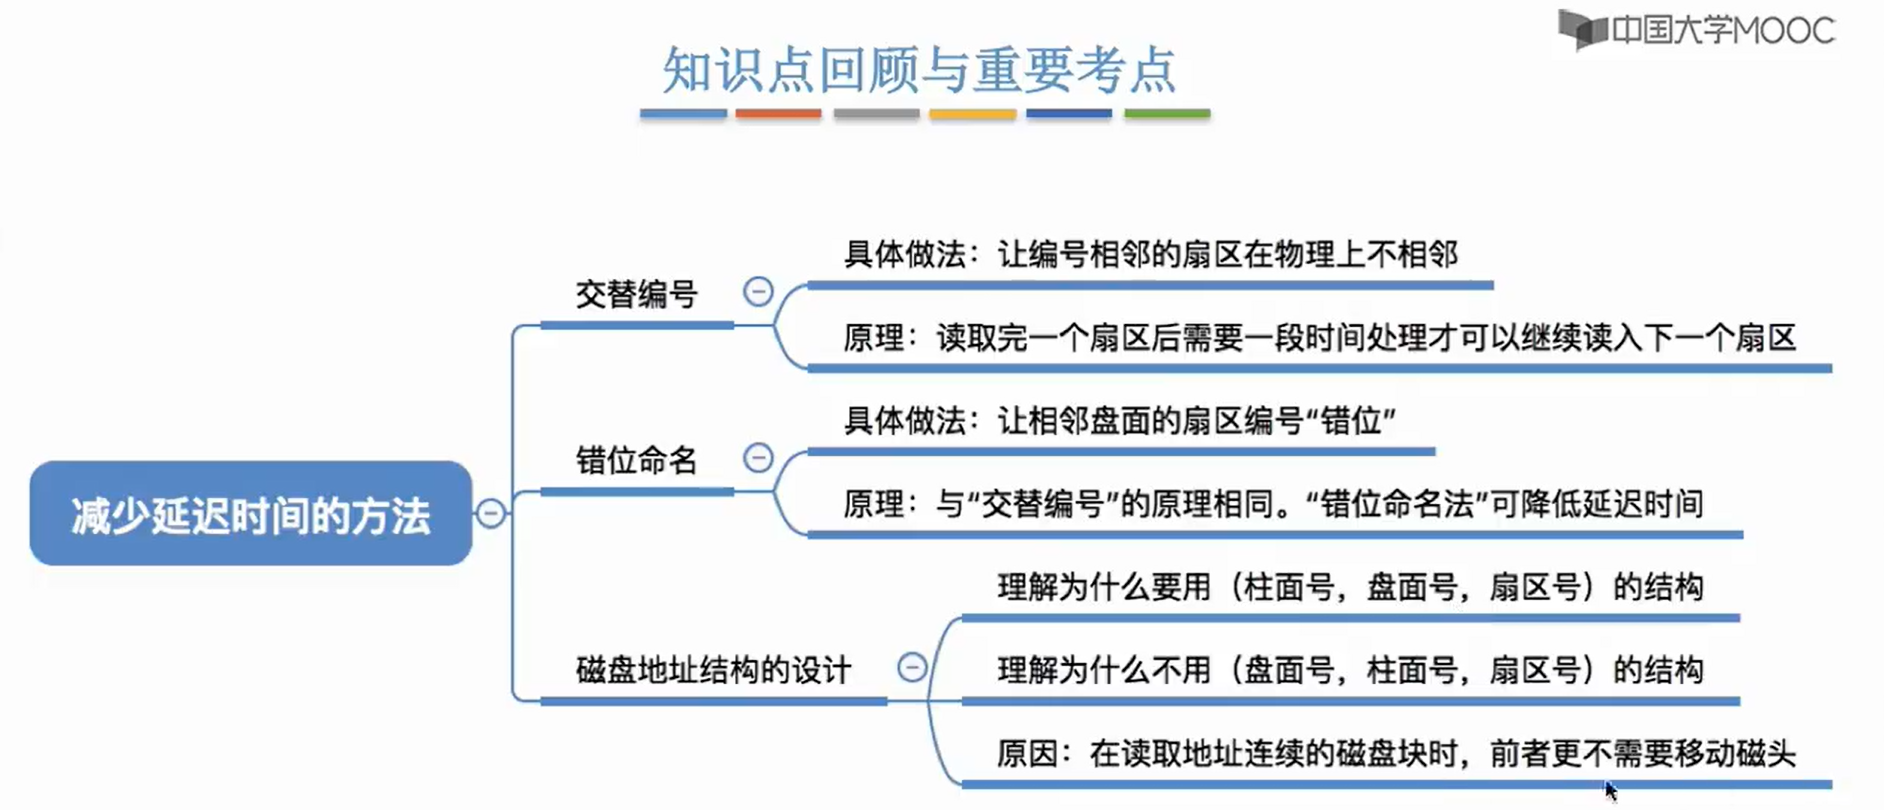 中国大学MOOC
知识点回顾与重要考点
减少延迟时间的方法
交替编号
具体做法：让编号相邻的扇区在物理上不相邻
原理：读取完一个扇区后需要一段时间处理才可以继续读入下一个扇区
错位命名
具体做法：让相邻盘面的扇区编号“错位”
原理：与“交替编号”的原理相同。“错位命名法”可降低延迟时间
磁盘地址结构的设计
理解为什么要用（柱面号，盘面号，扇区号）的结构
理解为什么不用（盘面号，柱面号，扇区号）的结构
原因：在读取地址连续的磁盘块时，前者更不需要移动磁头